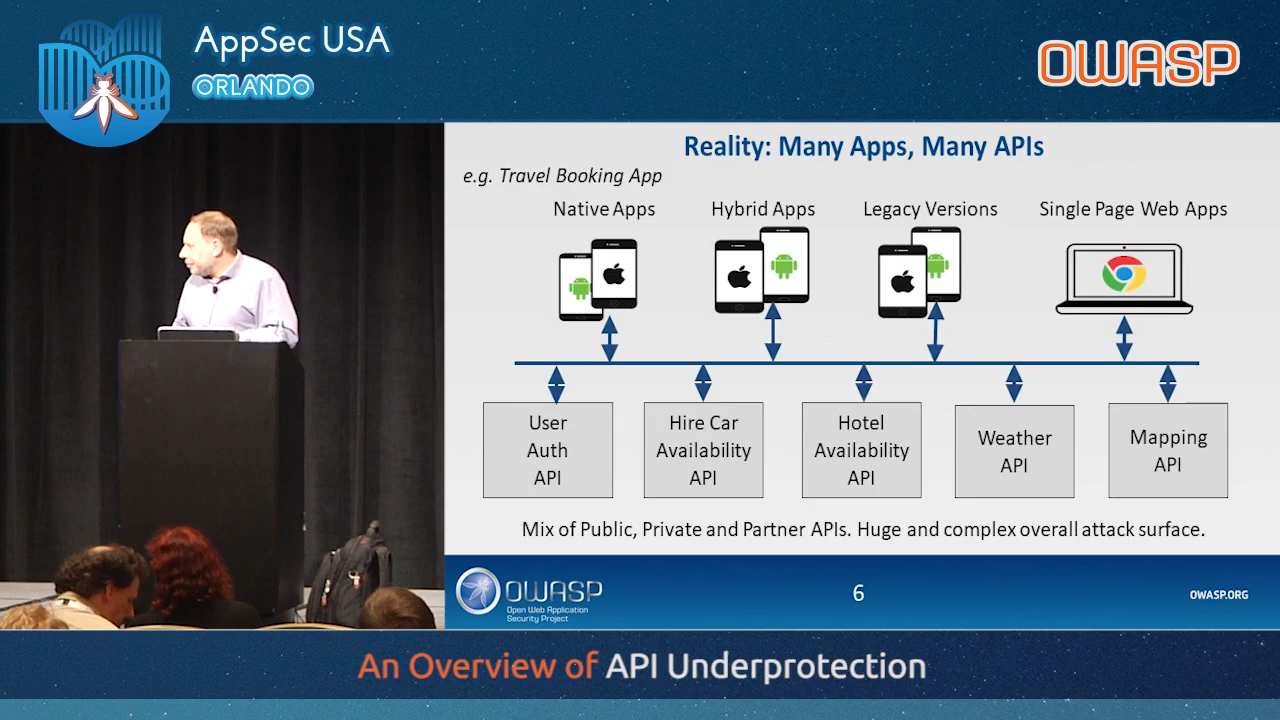 AppSec USA
ORLANDO
OWASP
Reality: Many Apps, Many APIs
e.g. Travel Booking App
Native Apps
Hybrid Apps
Legacy Versions
Single Page Web Apps
User
Auth
API
Hire Car
Availability
API
Hotel
Availability
API
Weather
API
Mapping
API
Mix of Public, Private and Partner APIs. Huge and complex overall attack surface.
OWASP
Open Web Application
Security Project
6
OWASP.ORG
An Overview of API Underprotection